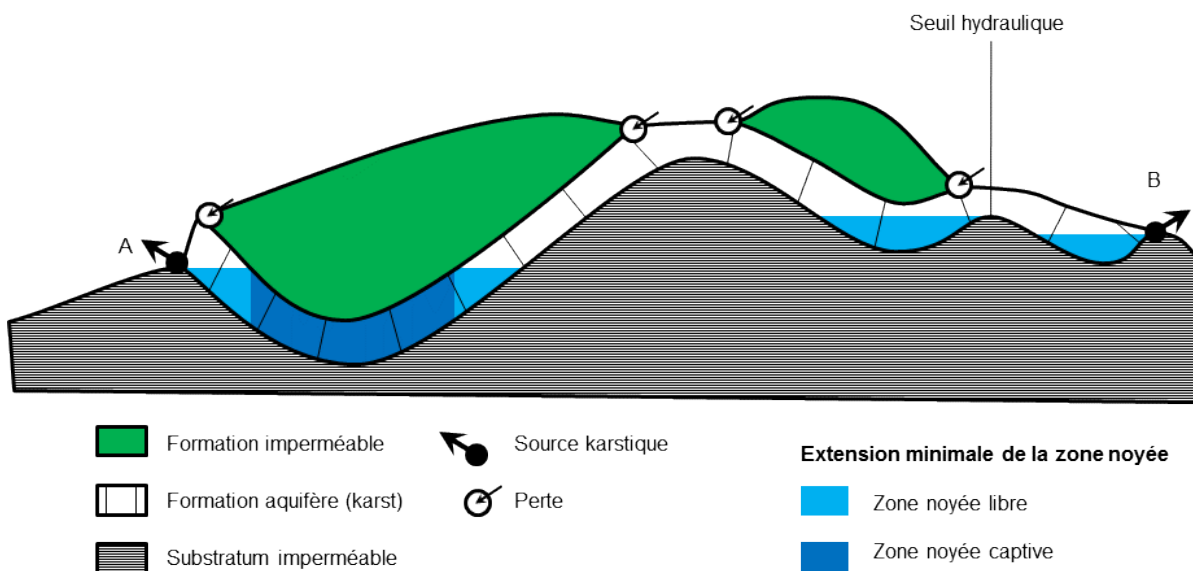 Seuil hydraulique
B
A
Formation imperméable
Source karstique
Extension minimale de la zone noyée
Formation aquifère (karst)
Perte
Zone noyée libre
Substratum imperméable
Zone noyée captive